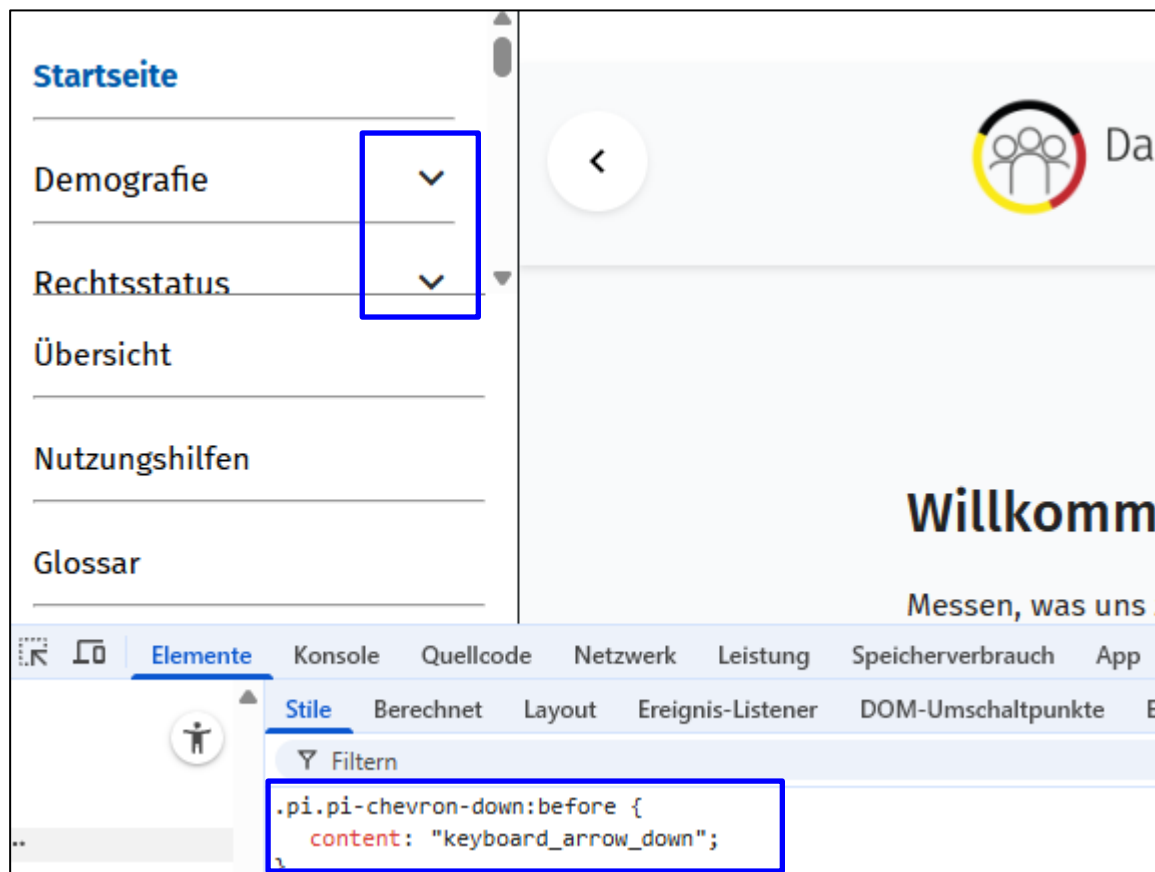 Startseite
Demografie
Rechtsstatus
Übersicht
Nutzungshilfen
Glossar
Da
Willkomm
Messen, was uns
Elemente Konsole Quellcode Netzwerk Leistung Speicherverbrauch App
Stile Berechnet Layout Ereignis-Listener DOM-Umschaltpunkte
Filtern
.pi.pi-chevron-down:before {
content: "keyboard_arrow_down";
}
..